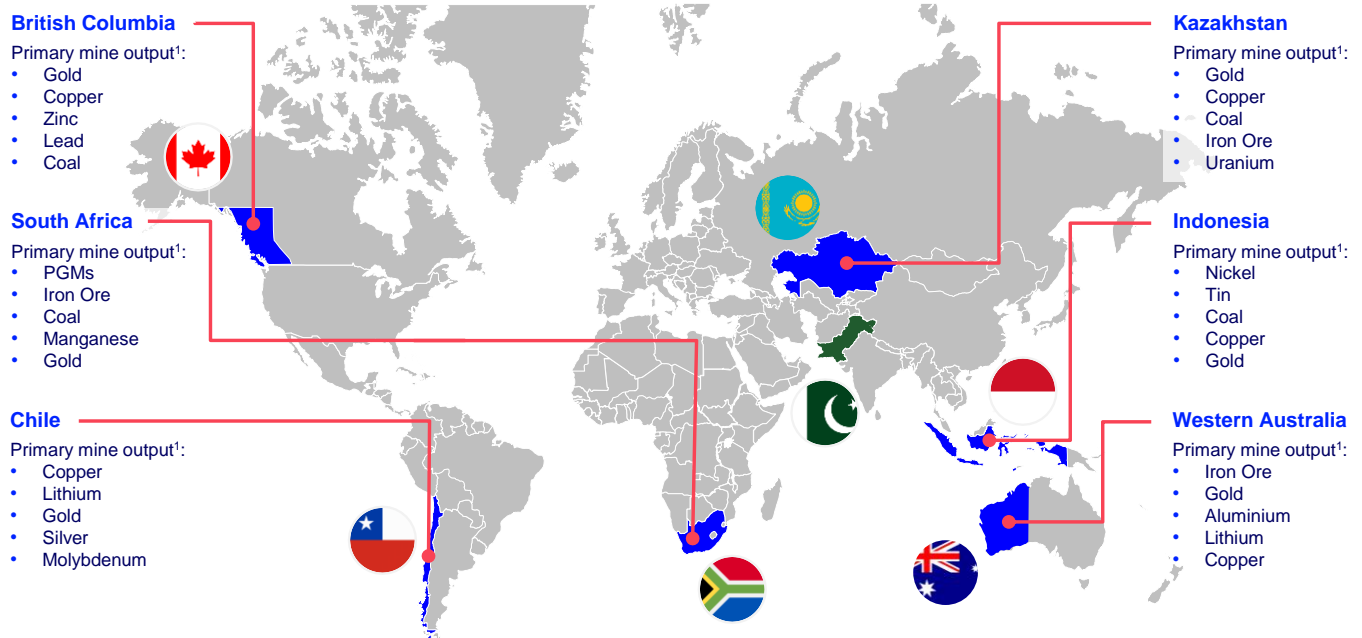 British Columbia
Primary mine output1:
• Gold
• Copper
• Zinc
• Lead
• Coal
South Africa
Primary mine output1:
• PGMs
• Iron Ore
• Coal
• Manganese
• Gold
Chile
Primary mine output1:
• Copper
• Lithium
• Gold
• Silver
• Molybdenum
Kazakhstan
Primary mine output1:
• Gold
• Copper
• Coal
• Iron Ore
• Uranium
Indonesia
Primary mine output1:
• Nickel
• Tin
• Coal
• Copper
• Gold
Western Australia
Primary mine output1:
• Iron Ore
• Gold
• Aluminium
• Lithium
• Copper